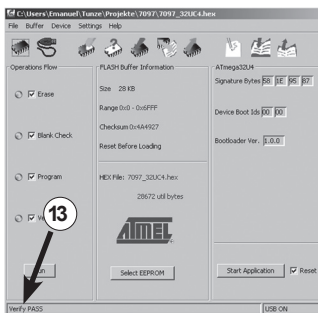 C:\Users\Emanuel\Tunze\Projekte\7097\7097_32UC4.hex
File Buffer Device Settings Help
Operations Flow
FLASH Buffer Information
ATmega32U4
Erase
Size 28 KB
Signature Bytes 58 1E 95 87
Range 0x0 - 0x6FFF
Device Boot Ids 00 00
Blank Check
Checksum 0x4A4927
Bootloader Ver. 1.0.0
Reset Before Loading
Program
HEX File: 7097_32UC4.hex
28672 util bytes
13
ATMEL
Select EEPROM
Start Application
Reset
Verify PASS
USB ON